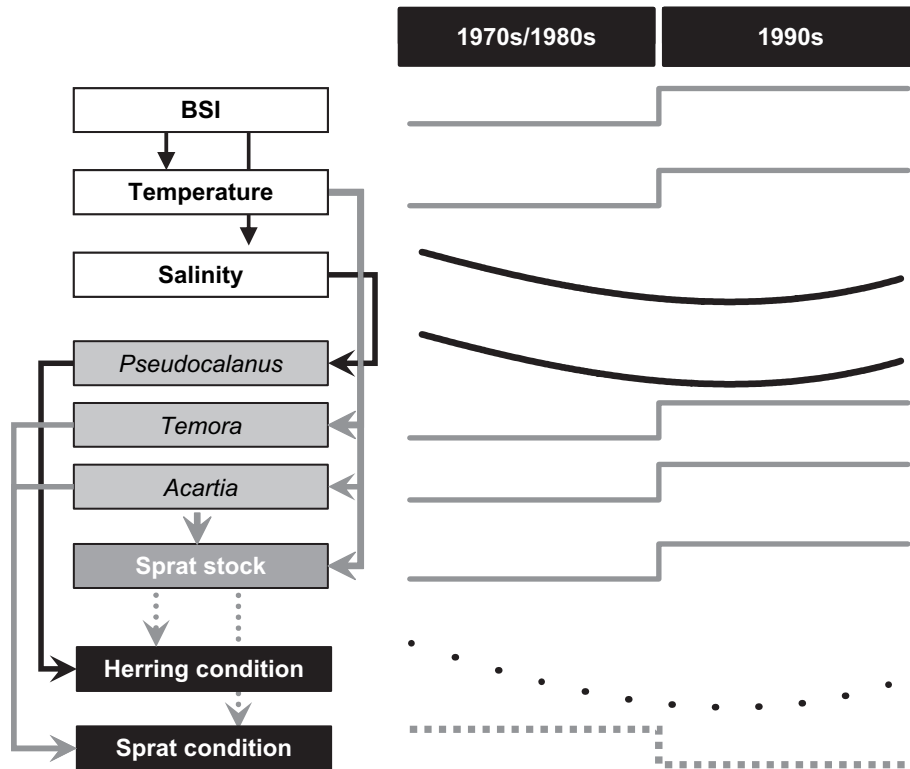 1970s/1980s
1990s
BSI
Temperature
Salinity
Pseudocalanus
Temora
Acartia
Sprat stock
Herring condition
Sprat condition